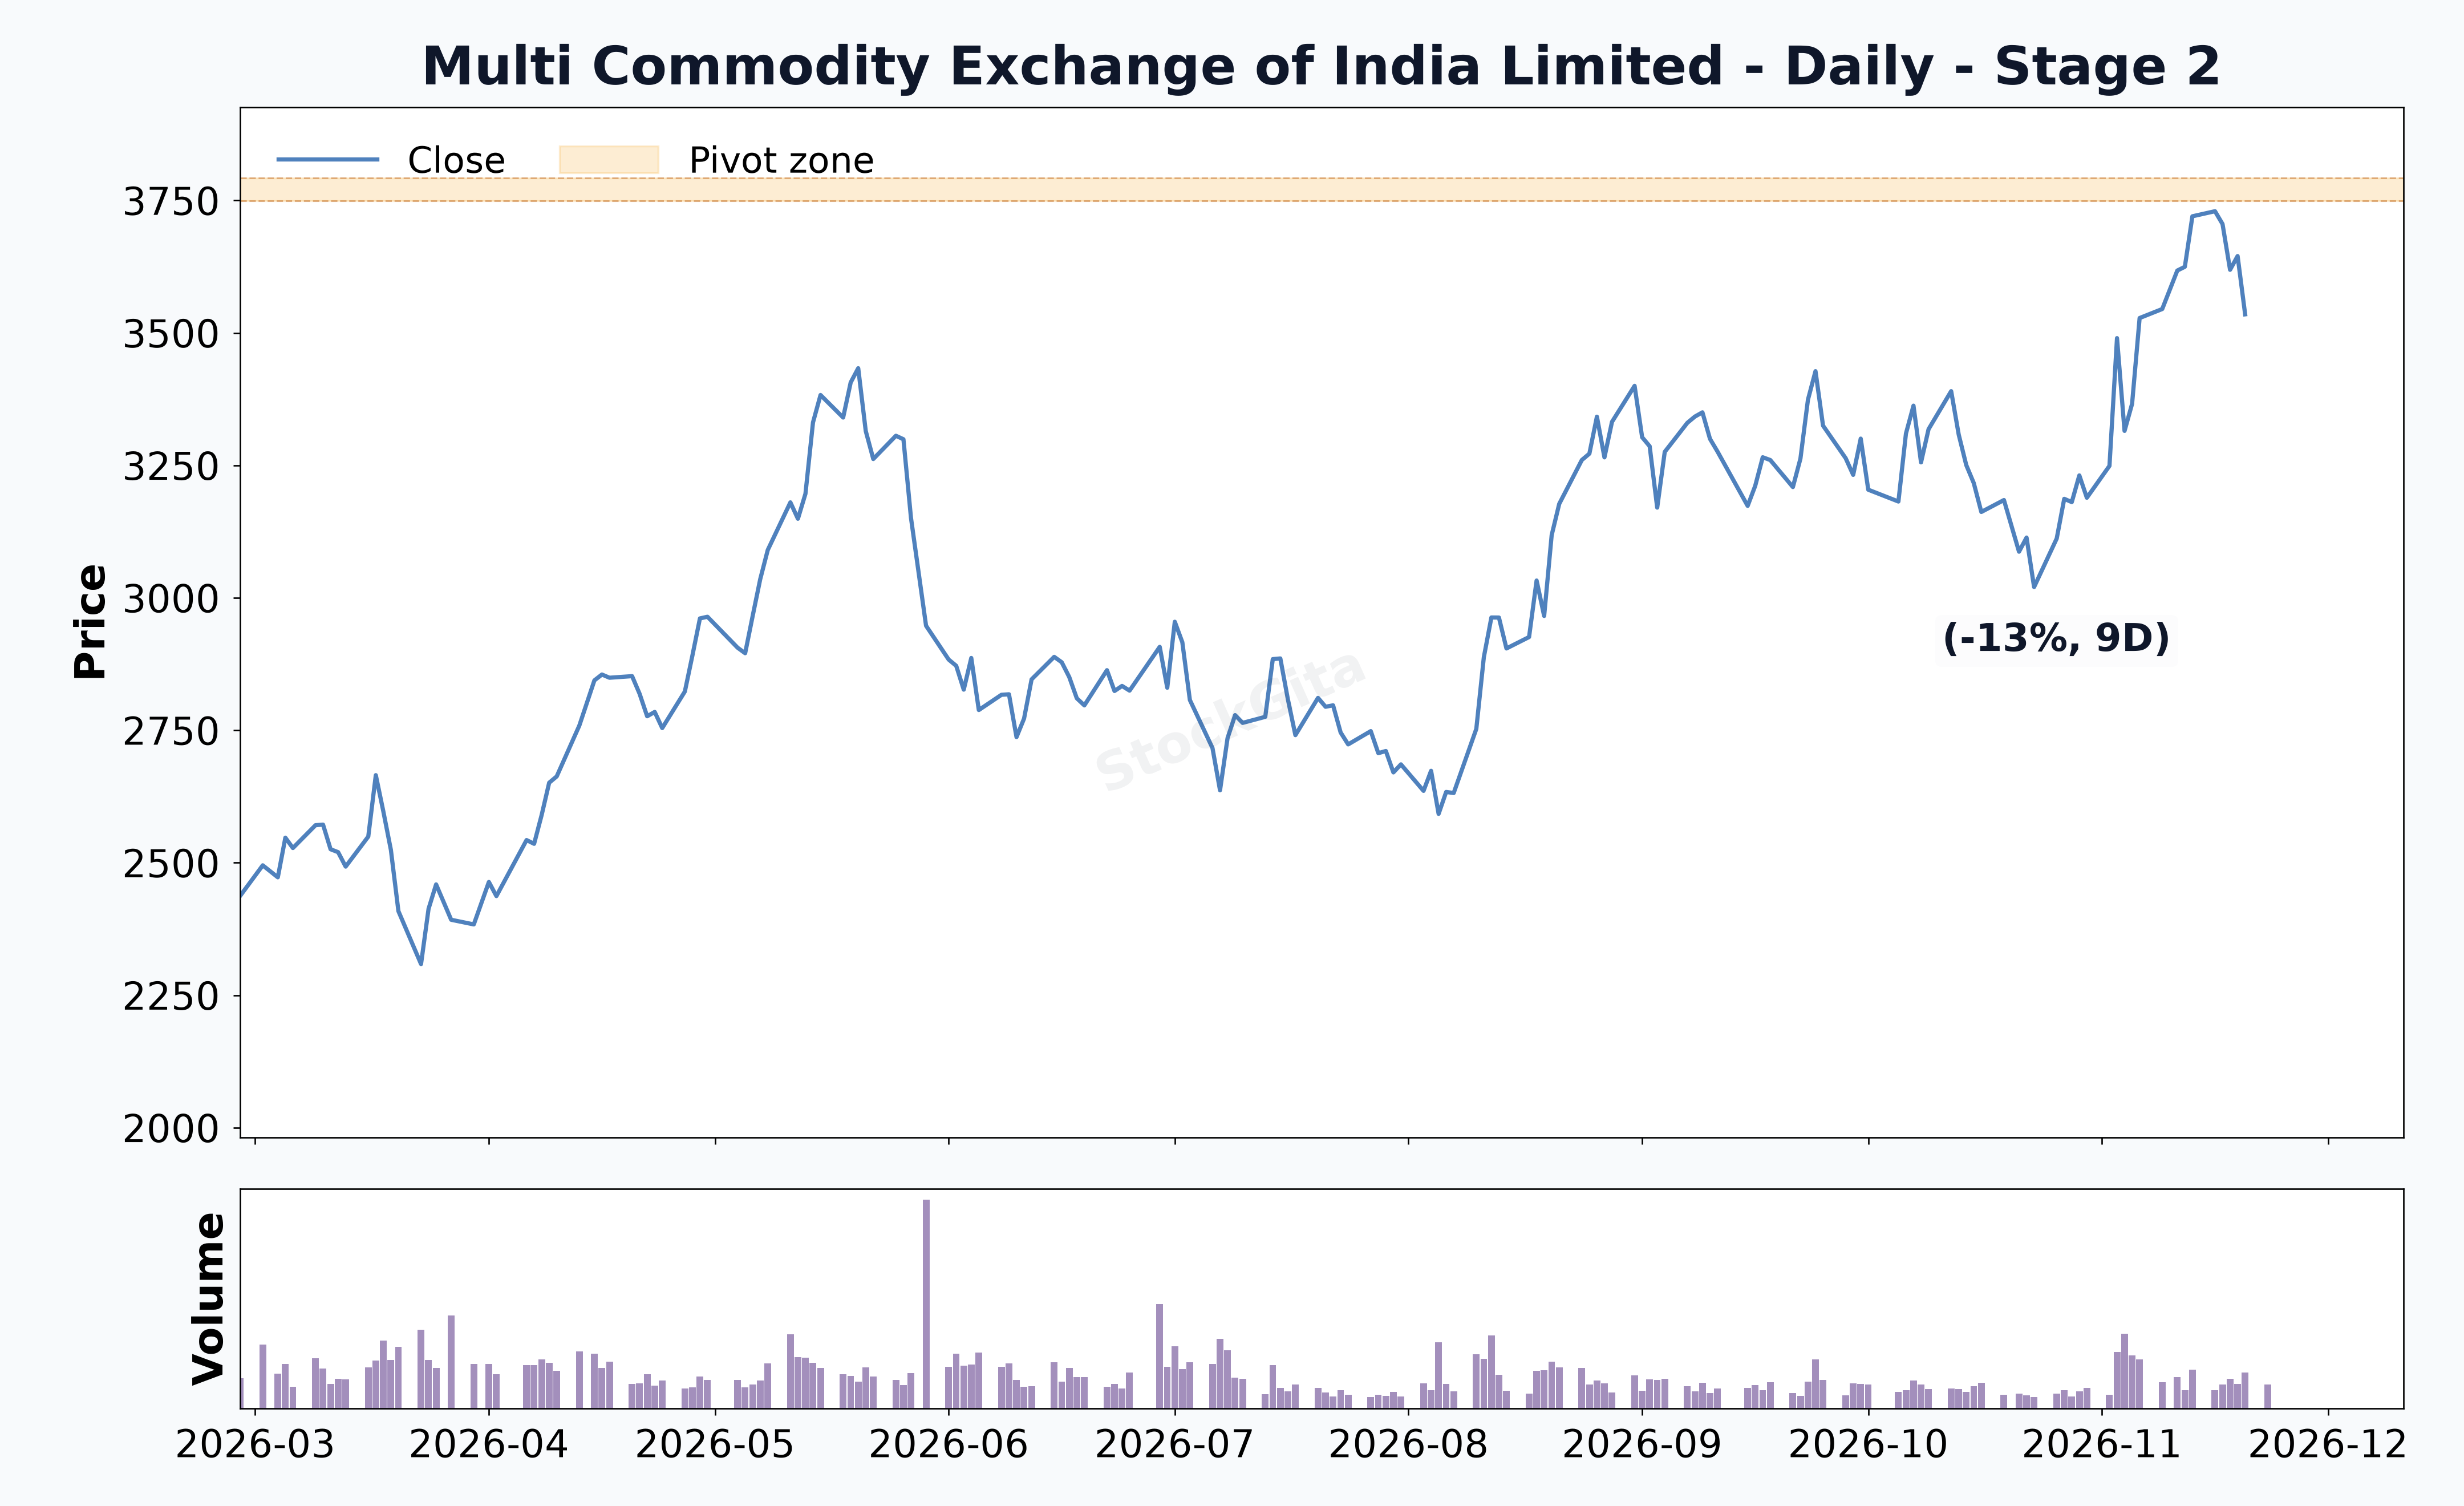 Multi Commodity Exchange of India Limited - Daily - Stage 2
Close
Pivot zone
Price
3750
3500
3250
3000
2750
2500
2250
2000
(-13%, 9D)
StockGita
Volume
2026-03
2026-04
2026-05
2026-06
2026-07
2026-08
2026-09
2026-10
2026-11
2026-12